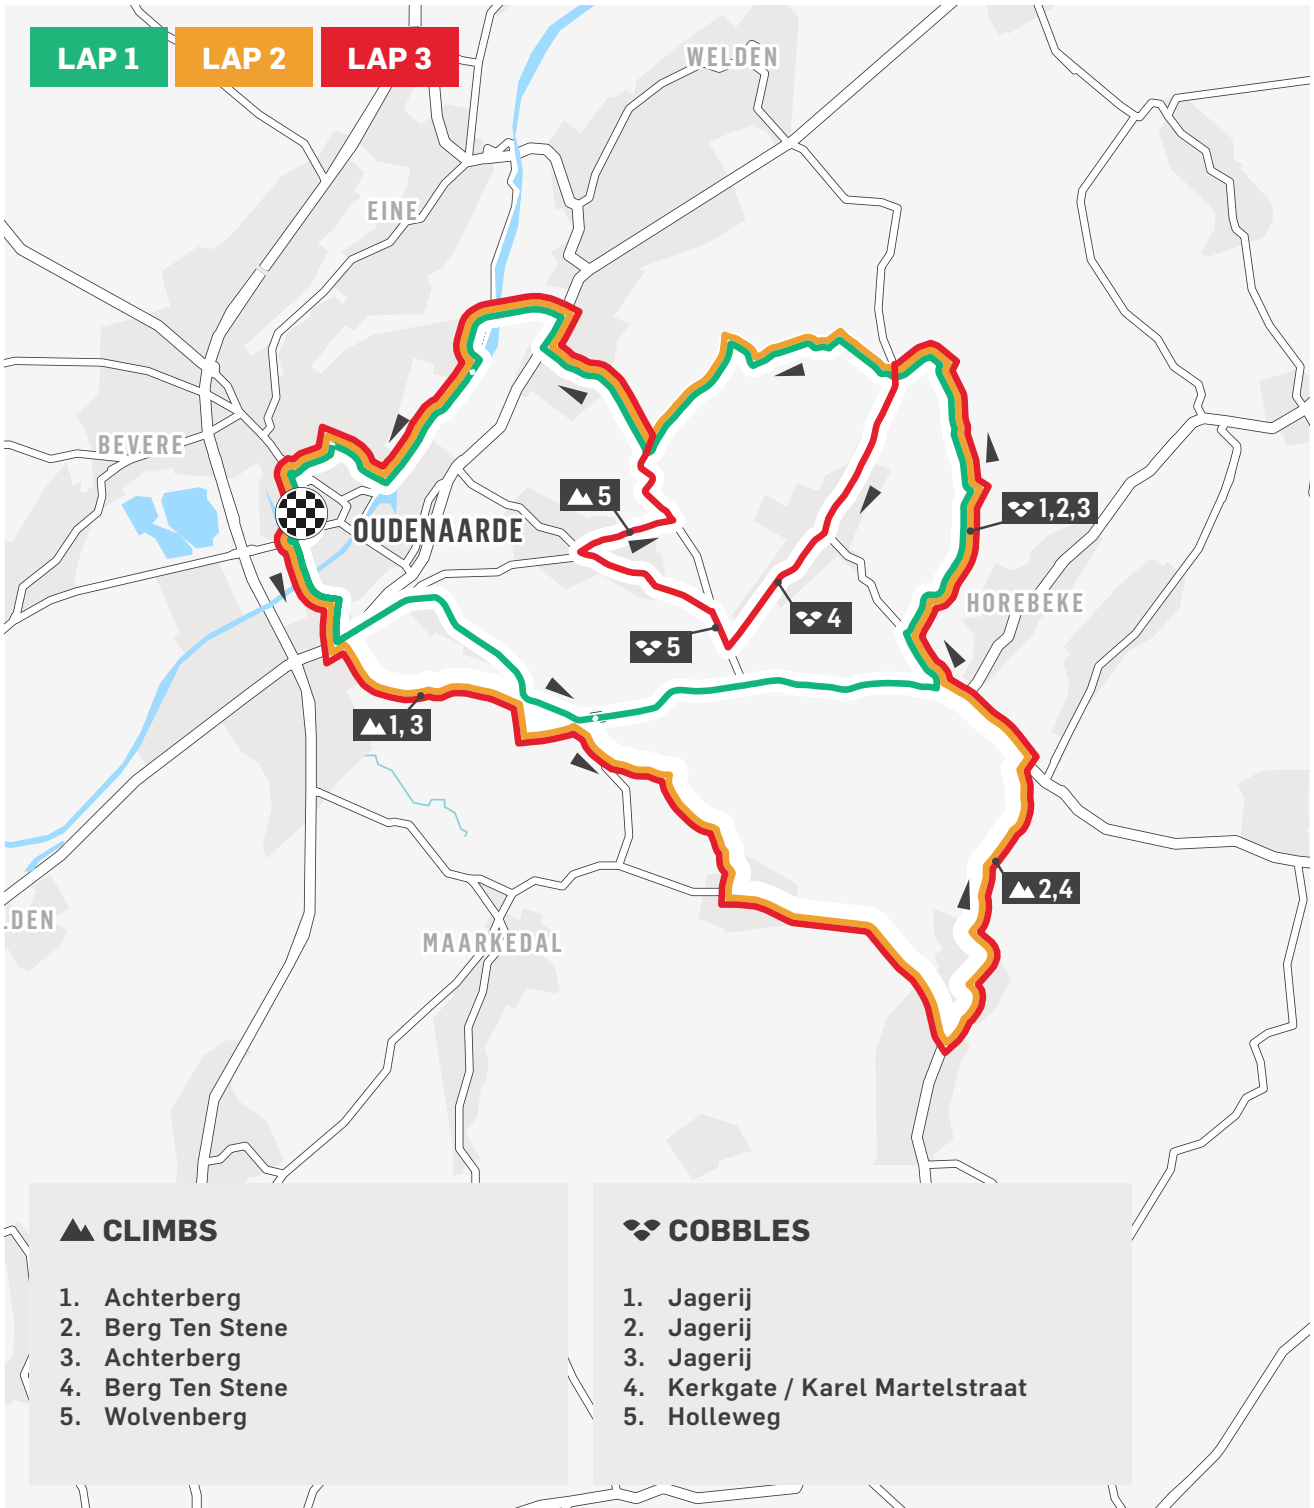 LAP 1 LAP 2 LAP 3
WELDEN
EINE
BEVERE
5
1,2,3
OUDENAARDE
HOREBEKE
4
5
1, 3
2,4
LDEN
MAARKEDAL
CLIMBS
1. Achterberg
2. Berg Ten Stene
3. Achterberg
4. Berg Ten Stene
5. Wolvenberg
COBBLES
1. Jagerij
2. Jagerij
3. Jagerij
4. Kerkgate / Karel Martelstraat
5. Holleweg